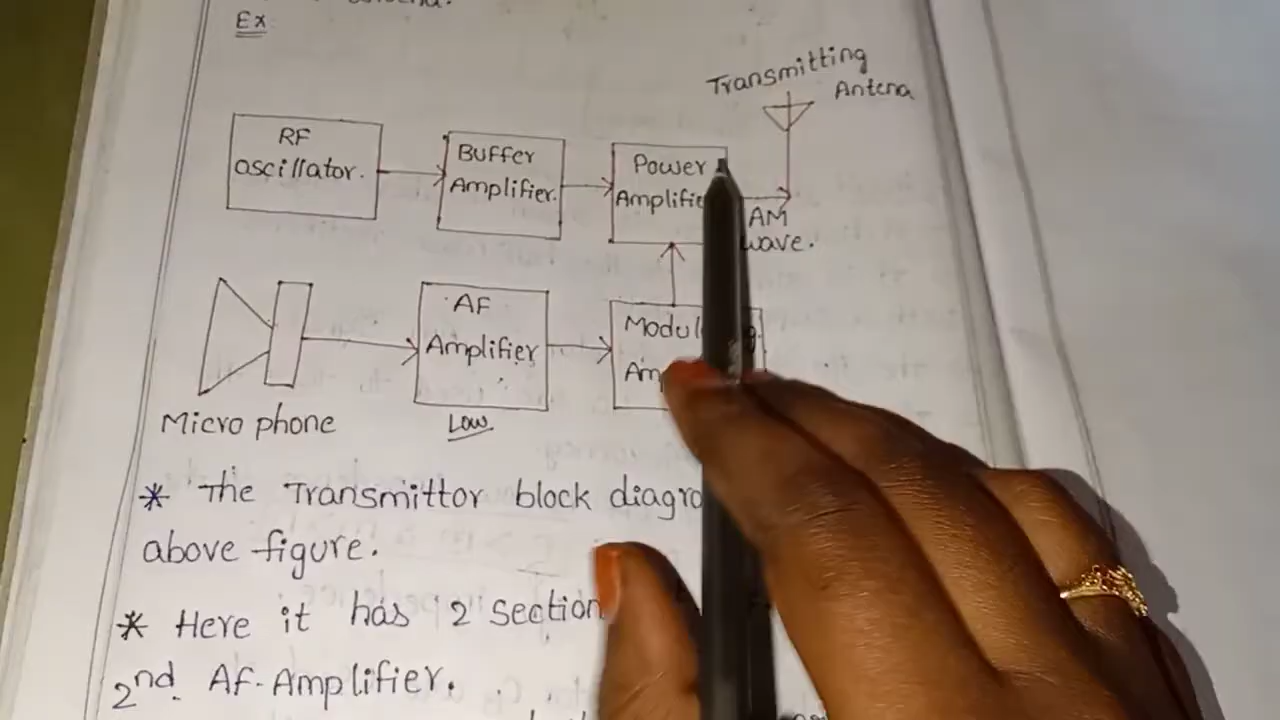 Ex
Transmitting
Antena
RF
oscillator.
Buffer
Amplifier.
Power
AM
wave.
AF
Amplifier
Micro phone
Low
* The Transmittor block
above figure.
* Here it has 2 section
2nd AF-Amplifier.